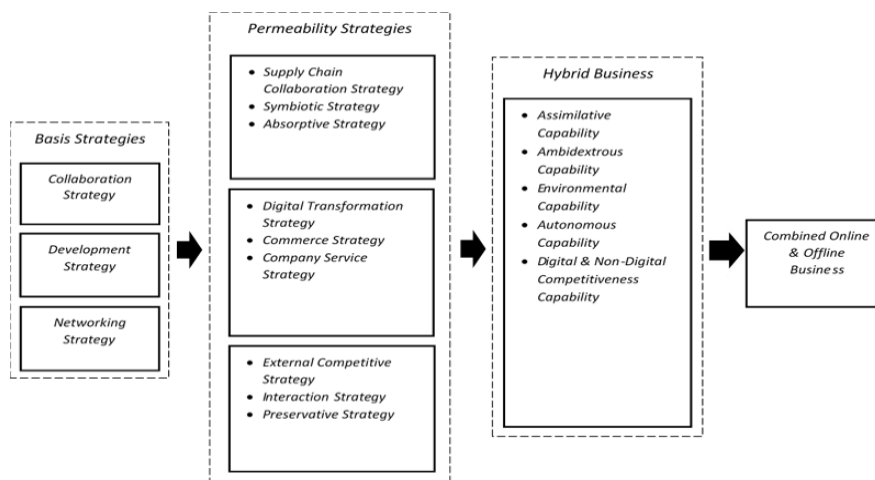 Basis Strategies
Collaboration
Strategy
Development
Strategy
Networking
Strategy
Permeability Strategies
• Supply Chain
Collaboration Strategy
• Symbiotic Strategy
• Absorptive Strategy
• Digital Transformation
Strategy
• Commerce Strategy
• Company Service
Strategy
• External Competitive
Strategy
• Interaction Strategy
• Preservative Strategy
Hybrid Business
• Assimilative
Capability
• Ambidextrous
Capability
• Environmental
Capability
• Autonomous
Capability
• Digital & Non-Digital
Competitiveness
Capability
Combined Online
& Offline
Business